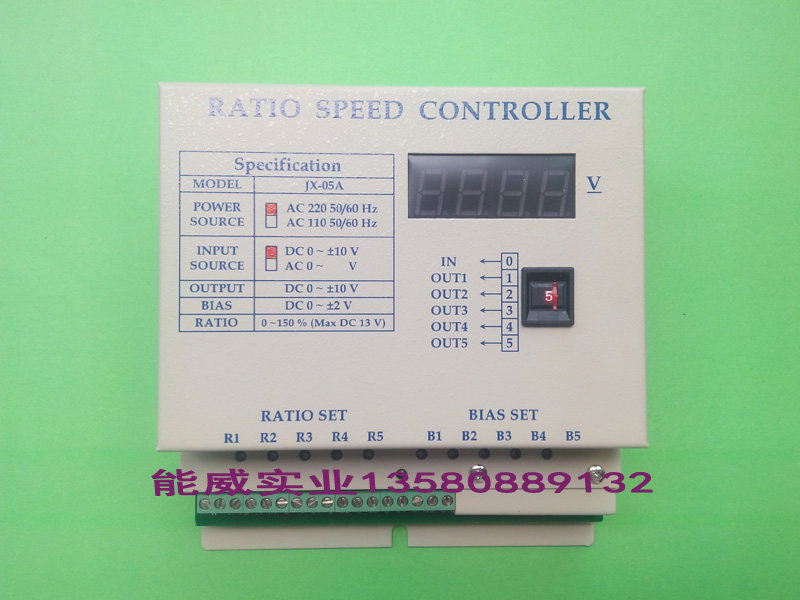 RATIO SPEED CONTROLLER
Specification
MODEL JX-05A
POWER SOURCE AC 220 50/60 Hz
AC 110 50/60 Hz
INPUT SOURCE DC 0 ~ ±10 V
AC 0 ~ V
OUTPUT DC 0 ~ ±10 V
BIAS DC 0 ~ ±2 V
RATIO 0 ~ 150 % (Max DC 13 V)
V
IN 0
OUT1 1
OUT2 2
OUT3 3
OUT4 4
OUT5 5
5
RATIO SET BIAS SET
R1 R2 R3 R4 R5 B1 B2 B3 B4 B5
能威实业13580889132